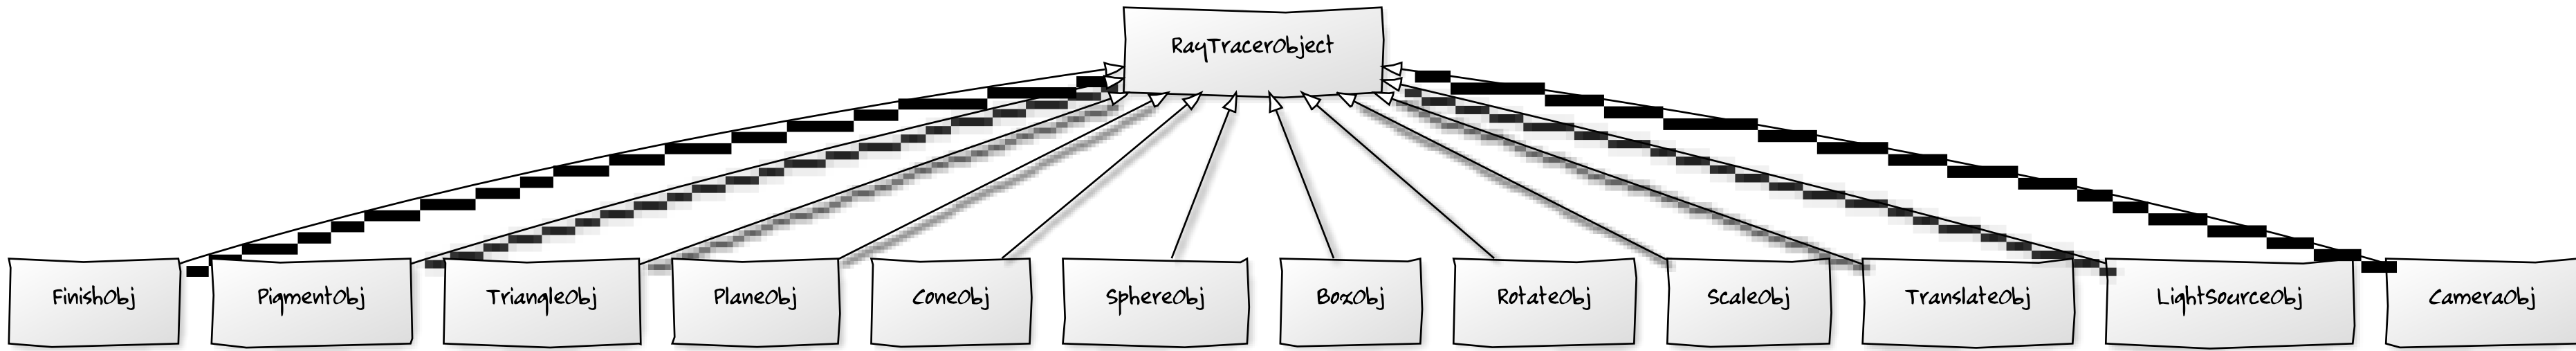 RayTracerObject
FinishObj
PigmentObj
TriangleObj
PlaneObj
ConeObj
SphereObj
BoxObj
RotateObj
ScaleObj
TranslateObj
LightSourceObj
CameraObj